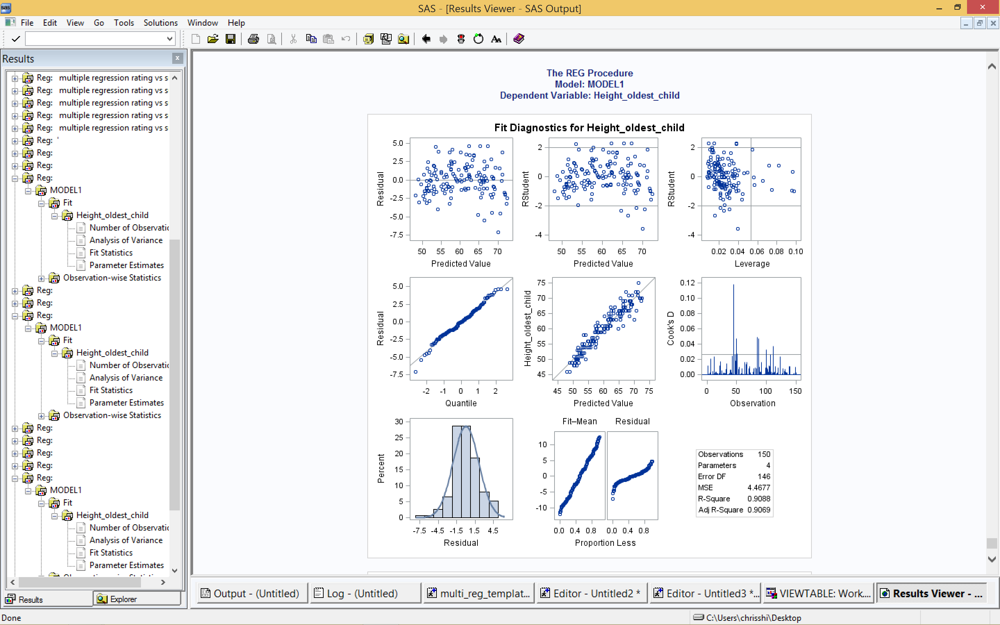 SAS - [Results Viewer - SAS Output]
File Edit View Go Tools Solutions Window Help
Results
Reg: multiple regression rating vs s
Reg: multiple regression rating vs s
Reg: multiple regression rating vs s
Reg: multiple regression rating vs s
Reg: multiple regression rating vs s
Reg: '
Reg:
Reg:
Reg:
MODEL1
Fit
Height_oldest_child
Number of Observatio
Analysis of Variance
Fit Statistics
Parameter Estimates
Observation-wise Statistics
Reg:
Reg:
Reg:
MODEL1
Fit
Height_oldest_child
Number of Observatio
Analysis of Variance
Fit Statistics
Parameter Estimates
Observation-wise Statistics
Reg:
Reg:
Reg:
Reg:
Reg:
MODEL1
Fit
Height_oldest_child
Number of Observatio
Analysis of Variance
Fit Statistics
Parameter Estimates
Results Explorer
The REG Procedure
Model: MODEL1
Dependent Variable: Height_oldest_child
Fit Diagnostics for Height_oldest_child
Residual
5.0
2.5
0.0
-2.5
-5.0
-7.5
50 55 60 65 70
Predicted Value
RStudent
2
0
-2
-4
50 55 60 65 70
Predicted Value
RStudent
2
0
-2
-4
0.02 0.04 0.06 0.08 0.10
Leverage
Residual
5.0
2.5
0.0
-2.5
-5.0
-7.5
-2 -1 0 1 2
Quantile
Height_oldest_child
75
70
65
60
55
50
45
45 50 55 60 65 70 75
Predicted Value
Cook's D
0.12
0.10
0.08
0.06
0.04
0.02
0.00
0 50 100 150
Observation
Percent
30
25
20
15
10
5
0
-7.5 -4.5 -1.5 1.5 4.5
Residual
Fit–Mean Residual
10
5
0
-5
-10
0.0 0.4 0.8 0.0 0.4 0.8
Proportion Less
Observations 150
Parameters 4
Error DF 146
MSE 4.4677
R-Square 0.9088
Adj R-Square 0.9069
Output - (Untitled) Log - (Untitled) multi_reg_templat... Editor - Untitled2 * Editor - Untitled3 *... VIEWTABLE: Work.... Results Viewer - ...
Done
C:\Users\chrisshi\Desktop